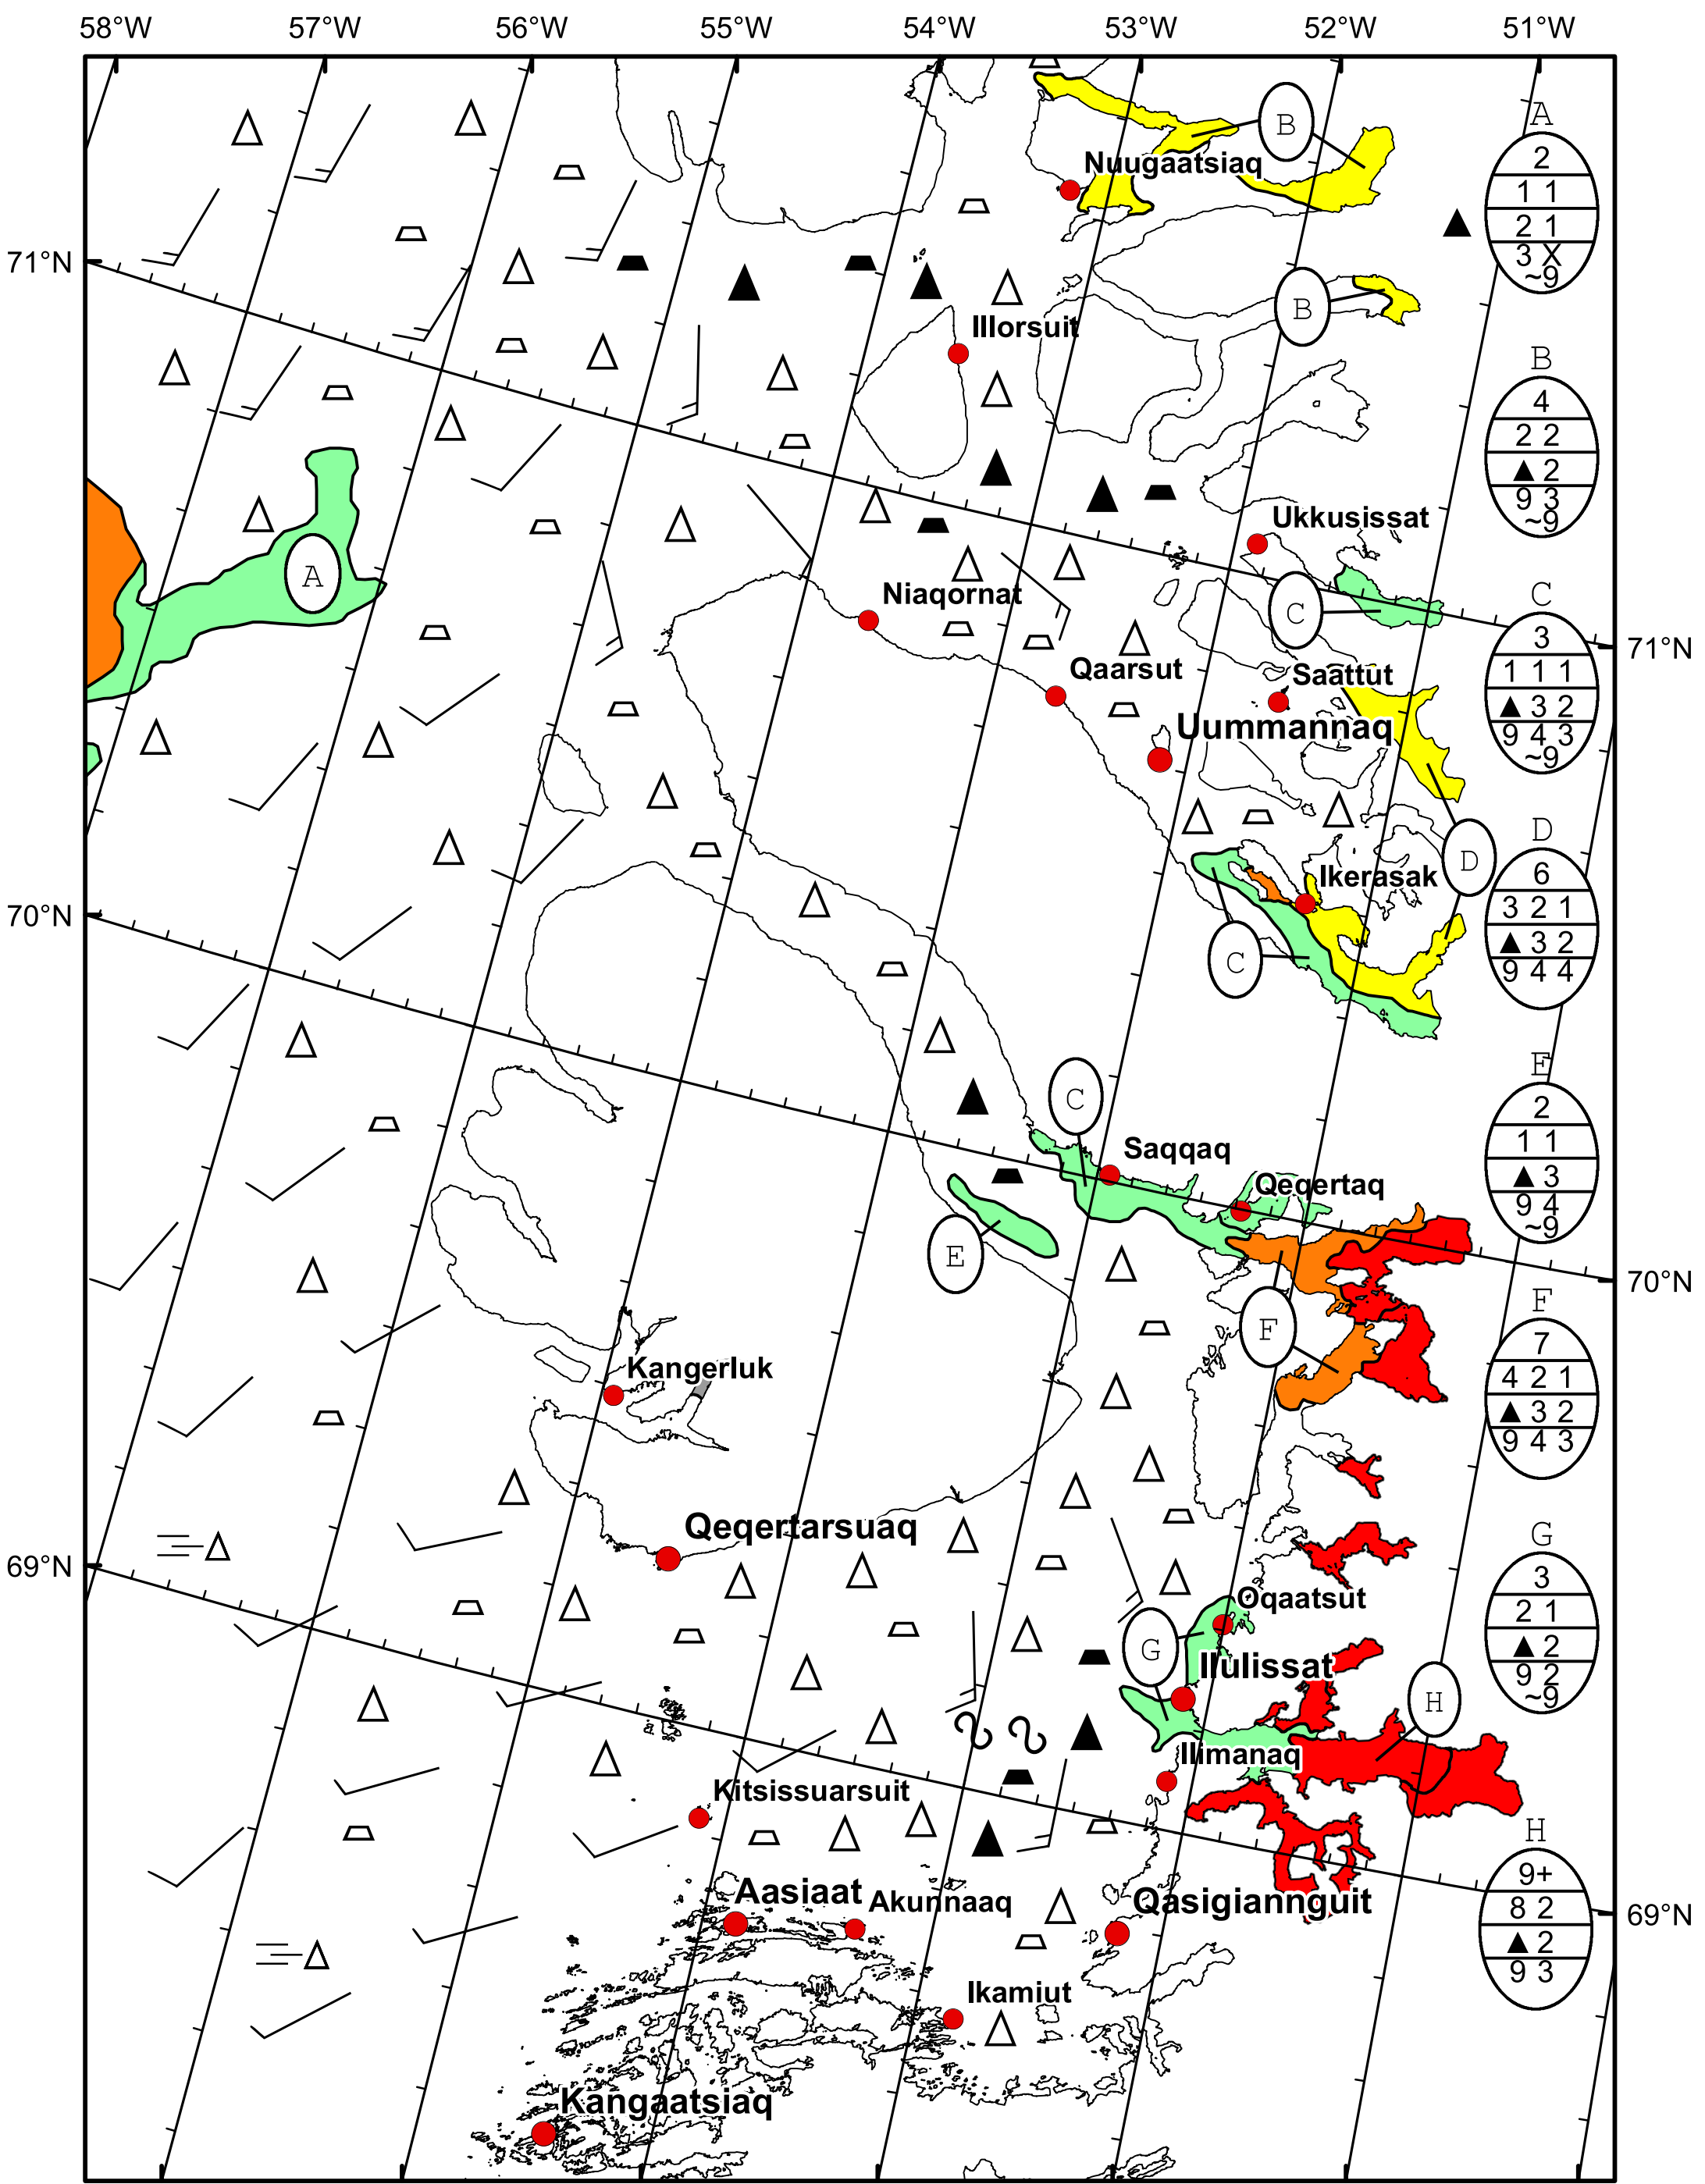 58°W 57°W 56°W 55°W 54°W 53°W 52°W 51°W
A
B
Nuugaatsiaq
2
1 1
2 1
3 X
~9
71°N
B
Illorsuit
B
4
2 2
▲ 2
9 3
~9
Ukkusissat
A
Niaqornat
C
C
3
1 1 1
▲ 3 2
9 4 3
~9
71°N
Qaarsut
Saattut
Uummannaq
D
D
6
3 2 1
▲ 3 2
9 4 4
Ikerasak
70°N
C
E
2
1 1
▲ 3
9 4
~9
C
Saqqaq
Qeqertaq
E
70°N
F
F
7
4 2 1
▲ 3 2
9 4 3
Kangerluk
Qeqertarsuaq
G
3
2 1
▲ 2
9 2
~9
69°N
Oqaatsut
G
Ilulissat
H
Ilimanaq
Kitsissuarsuit
H
9+
8 2
▲ 2
9 3
Aasiaat
Akunnaaq
Qasigiannguit
69°N
Ikamiut
Kangaatsiaq